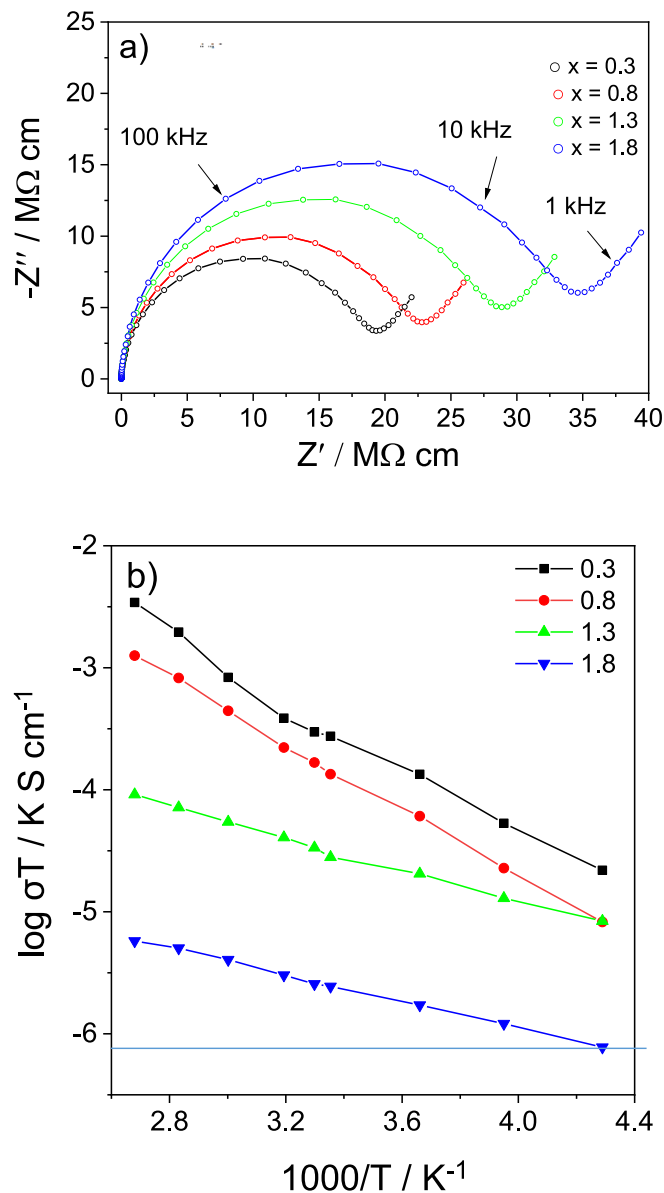 25
a)
x = 0.3
20
x = 0.8
x = 1.3
100 kHz
10 kHz
x = 1.8
15
1 kHz
10
5
0
-Z″ / MΩ cm
0 5 10 15 20 25 30 35 40
Z′ / MΩ cm
-2
b)
0.3
0.8
1.3
1.8
-3
-4
-5
-6
log σT / K S cm⁻¹
2.8 3.2 3.6 4.0 4.4
1000/T / K⁻¹